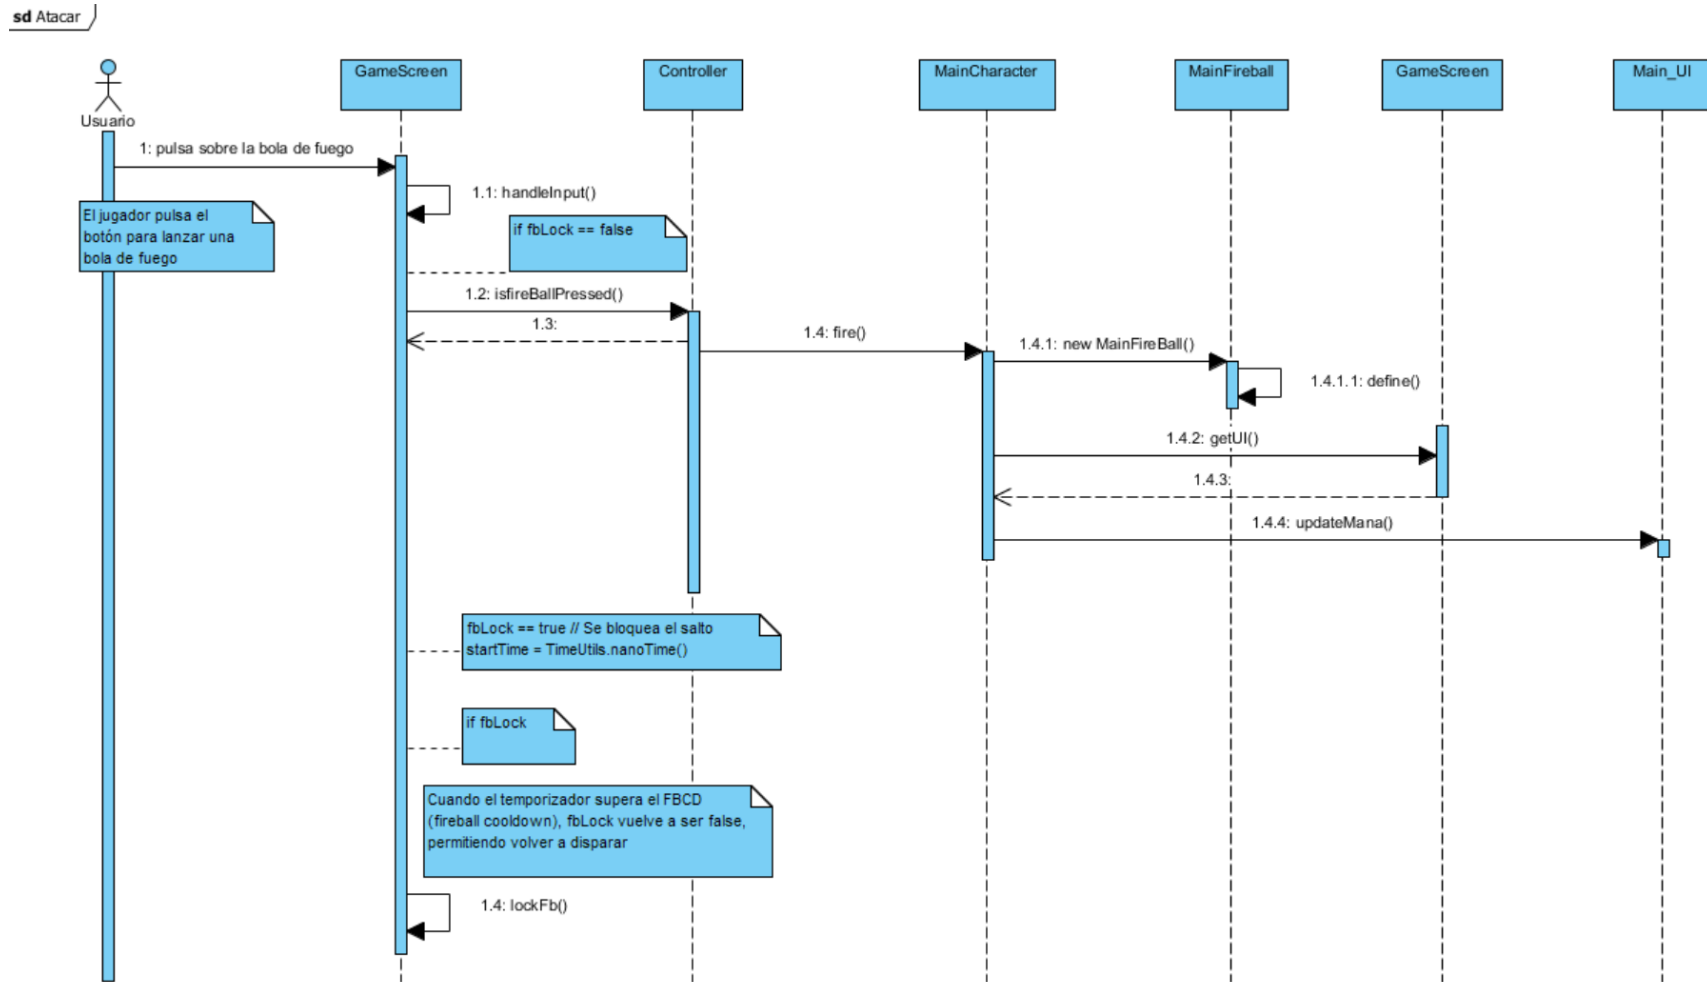 sd Atacar
GameScreen
Controller
MainCharacter
MainFireball
GameScreen
Main_UI
Usuario
1: pulsa sobre la bola de fuego
1.1: handleInput()
El jugador pulsa el
botón para lanzar una
bola de fuego
if fbLock == false
1.2: isfireBallPressed()
1.3:
1.4: fire()
1.4.1: new MainFireBall()
1.4.1.1: define()
1.4.2: getUI()
1.4.3:
1.4.4: updateMana()
fbLock == true // Se bloquea el salto
startTime = TimeUtils.nanoTime()
if fbLock
Cuando el temporizador supera el FBCD
(fireball cooldown), fbLock vuelve a ser false,
permitiendo volver a disparar
1.4: lockFb()